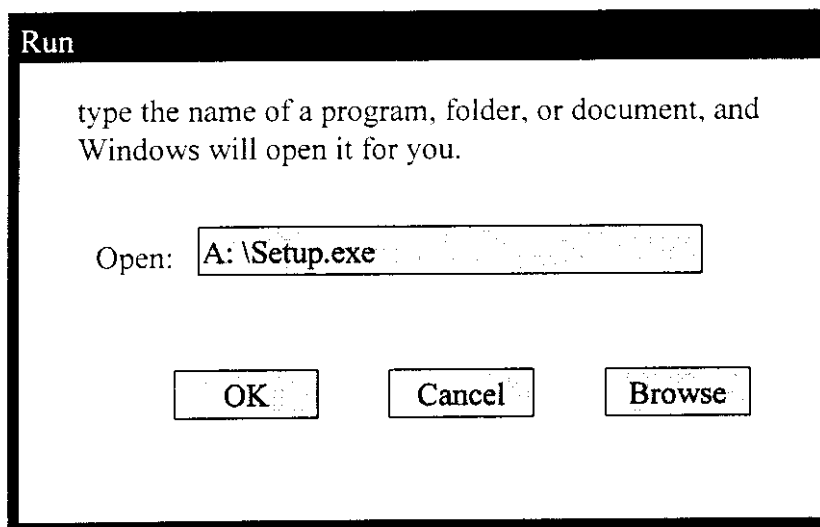 Run
type the name of a program, folder, or document, and
Windows will open it for you.
Open: A: \Setup.exe
OK Cancel Browse